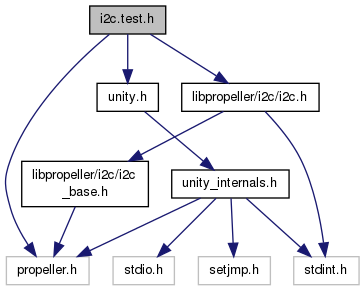 i2c.test.h
unity.h
libpropeller/i2c/i2c.h
libpropeller/i2c/i2c
_base.h
unity_internals.h
propeller.h
stdio.h
setjmp.h
stdint.h